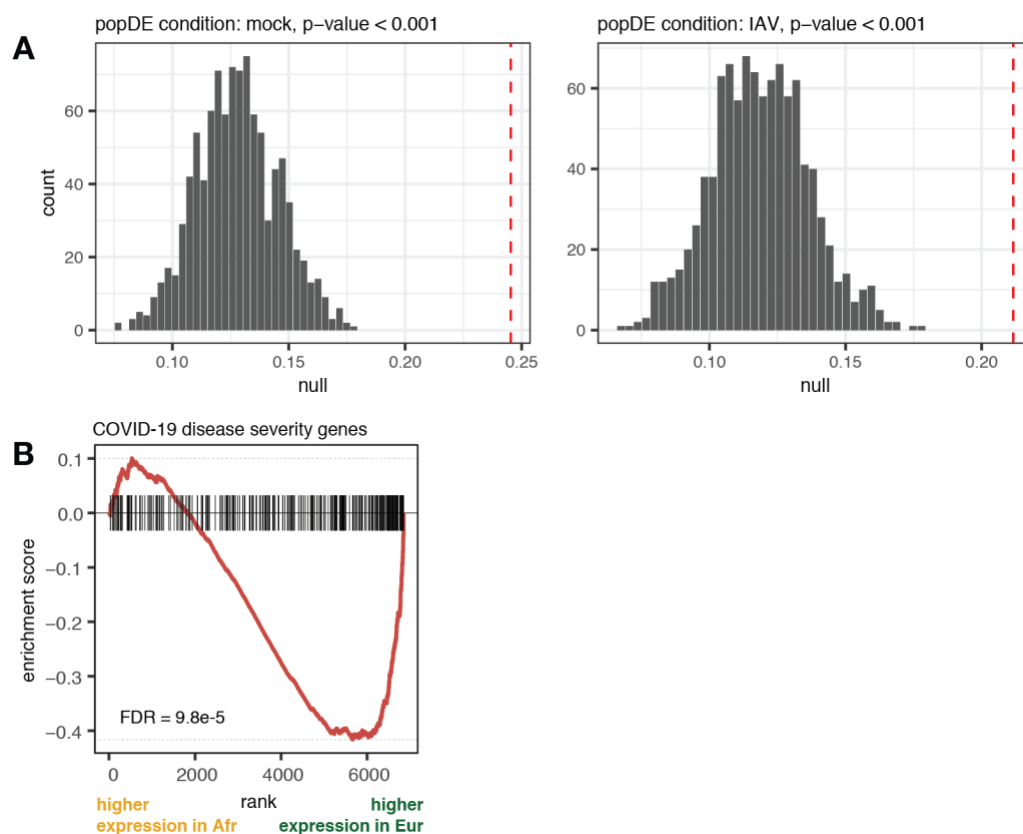 A
popDE condition: mock, p-value < 0.001
count
60
40
20
0
0.10
0.15
0.20
0.25
null
popDE condition: IAV, p-value < 0.001
60
40
20
0
0.10
0.15
0.20
null
B
COVID-19 disease severity genes
enrichment score
0.1
0.0
−0.1
−0.2
−0.3
−0.4
FDR = 9.8e-5
0
2000
4000
6000
rank
higher
expression in Afr
higher
expression in Eur